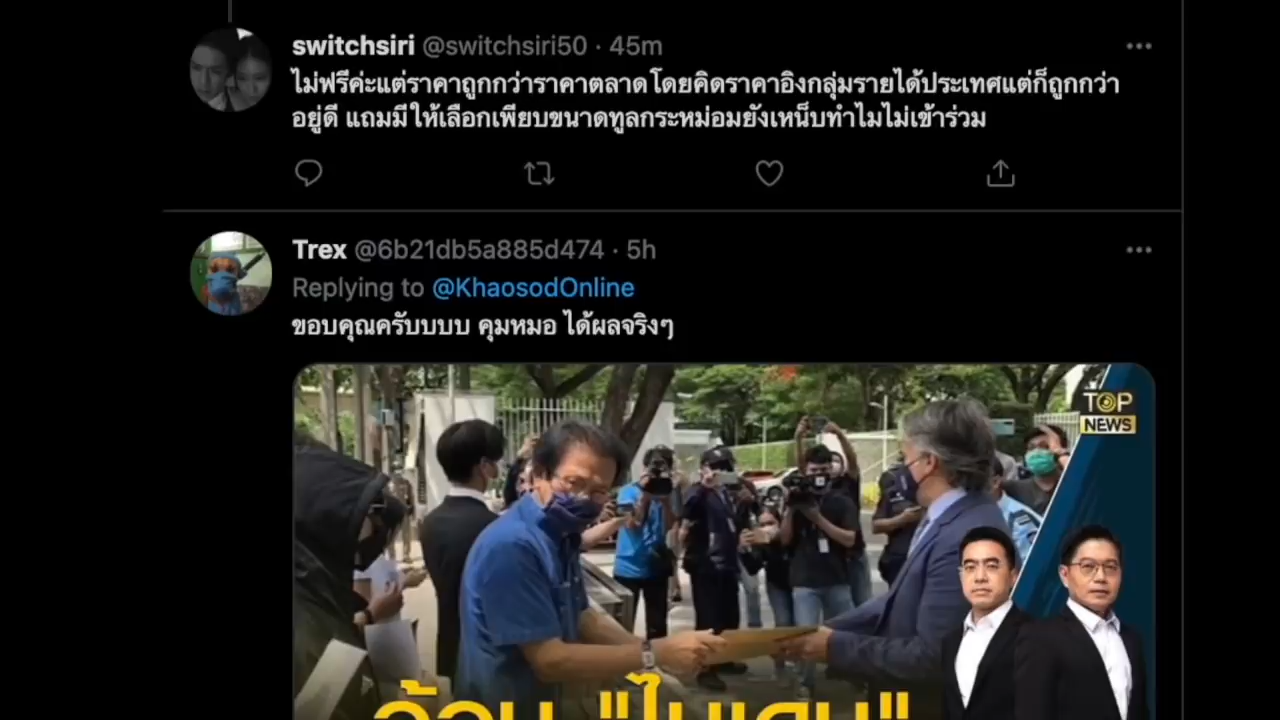 switchsiri @switchsiri50 · 45m
ไม่ฟรีค่ะแต่ราคาถูกกว่าราคาตลาดโดยคิดราคาอิงกลุ่มรายได้ประเทศแต่ก็ถูกกว่า
อยู่ดี แถมมีให้เลือกเพียบขนาดทูลกระหม่อมยังเหน็บทำไมไม่เข้าร่วม
Trex @6b21db5a885d474 · 5h
Replying to @KhaosodOnline
ขอบคุณครับบบบ คุมหมอ ได้ผลจริงๆ
TOP
NEWS
"ไบเดน"